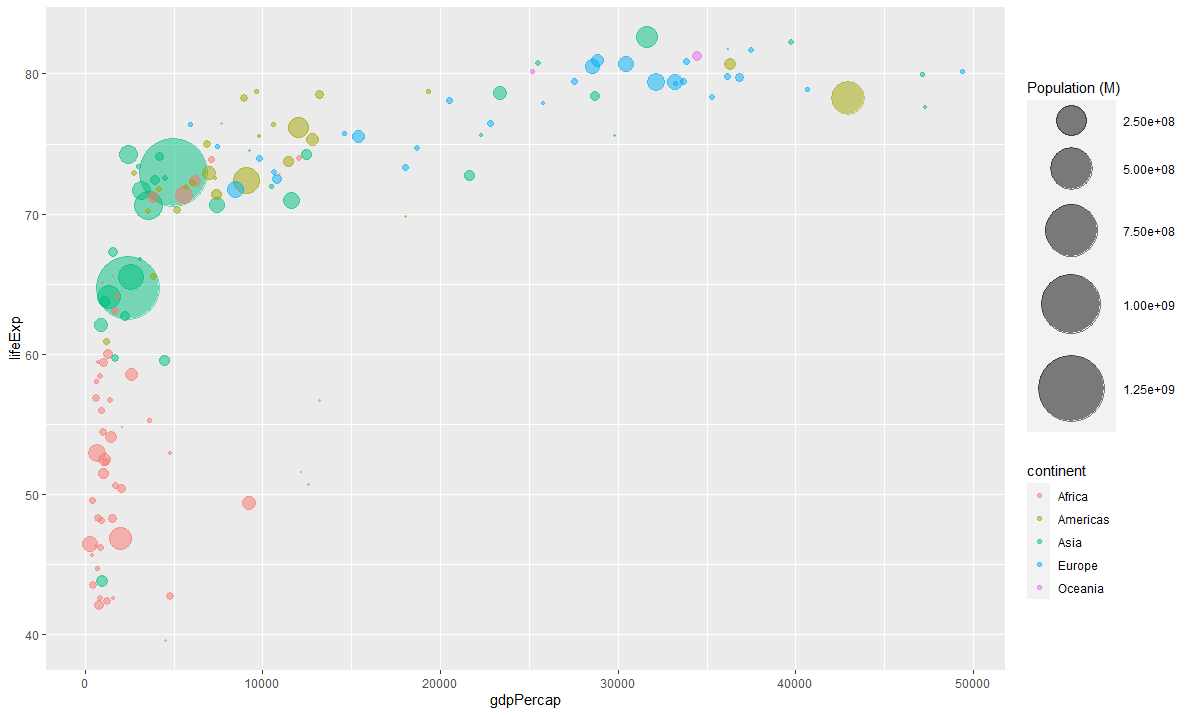 80
70
60
50
40
lifeExp
0
10000
20000
30000
40000
50000
gdpPercap
Population (M)
2.50e+08
5.00e+08
7.50e+08
1.00e+09
1.25e+09
continent
Africa
Americas
Asia
Europe
Oceania